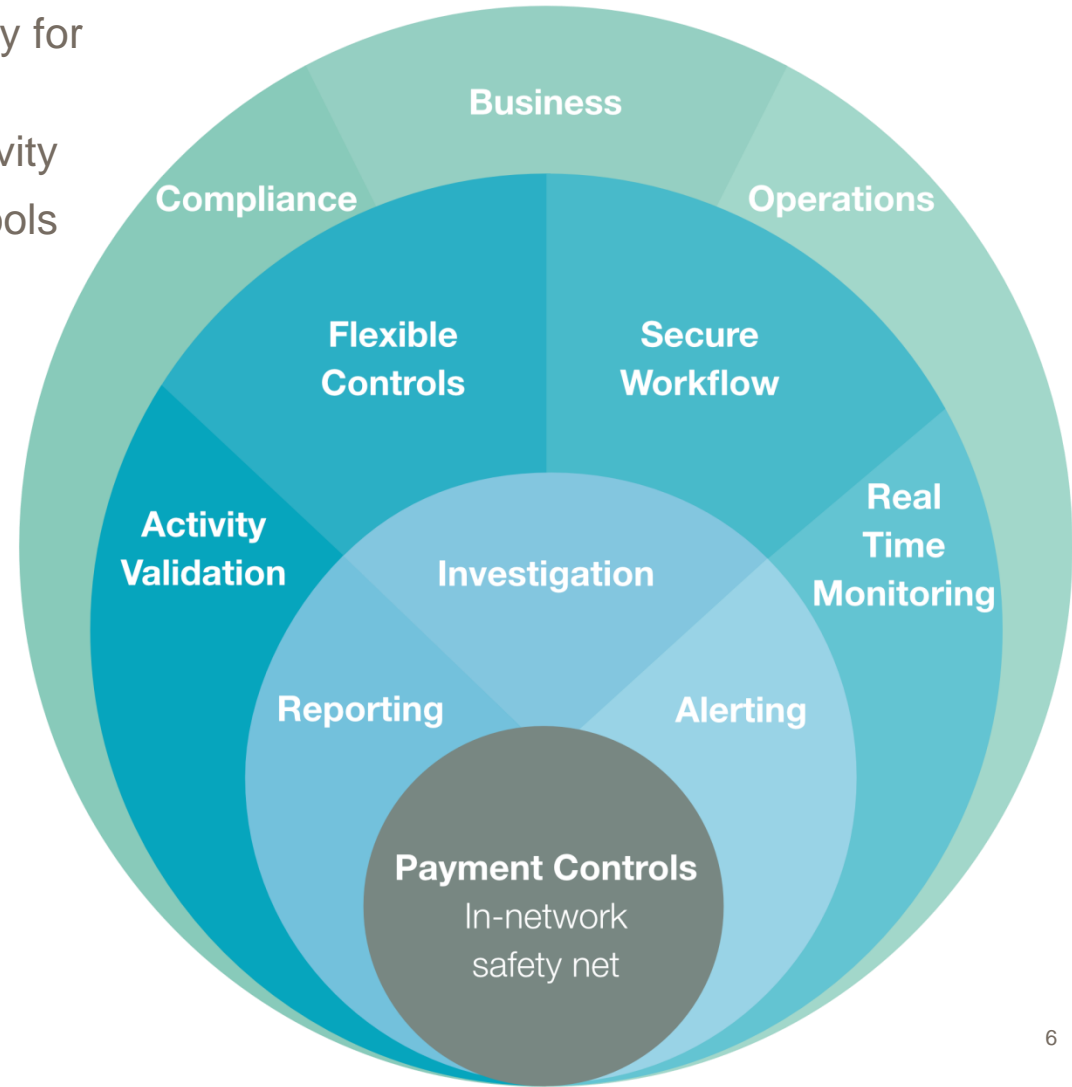 y for
vity
ools
Business
Compliance
Operations
Flexible
Controls
Secure
Workflow
Activity
Validation
Real
Time
Monitoring
Investigation
Reporting
Alerting
Payment Controls
In-network
safety net
6